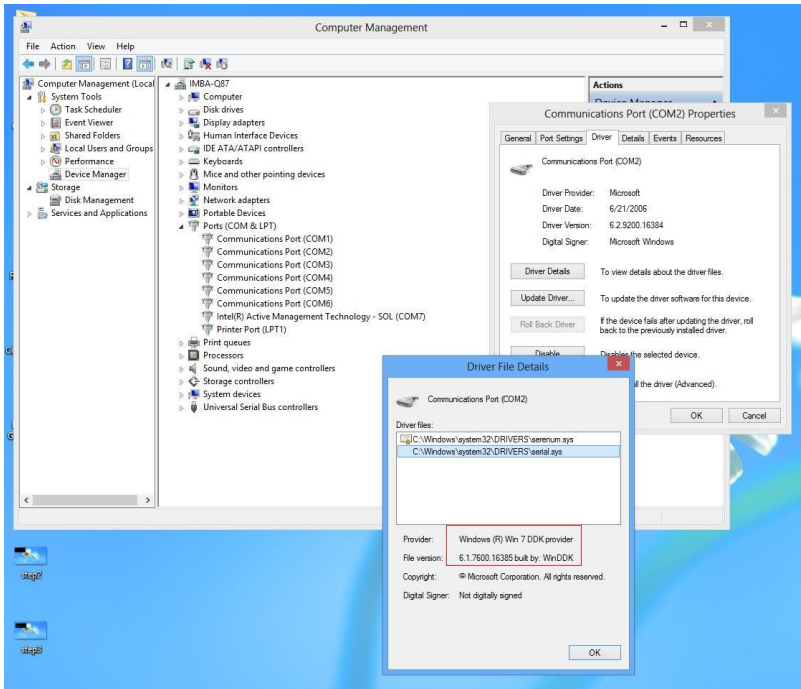 Computer Management
File Action View Help
Computer Management (Local
System Tools
Task Scheduler
Event Viewer
Shared Folders
Local Users and Groups
Performance
Device Manager
Storage
Disk Management
Services and Applications
IMBA-Q87
Computer
Disk drives
Display adapters
Human Interface Devices
IDE ATA/ATAPI controllers
Keyboards
Mice and other pointing devices
Monitors
Network adapters
Portable Devices
Ports (COM & LPT)
Communications Port (COM1)
Communications Port (COM2)
Communications Port (COM3)
Communications Port (COM4)
Communications Port (COM5)
Communications Port (COM6)
Intel(R) Active Management Technology - SOL (COM7)
Printer Port (LPT1)
Print queues
Processors
Sound, video and game controllers
Storage controllers
System devices
Universal Serial Bus controllers
Actions
Device Manager
Communications Port (COM2) Properties
General Port Settings Driver Details Events Resources
Communications Port (COM2)
Driver Provider: Microsoft
Driver Date: 6/21/2006
Driver Version: 6.2.9200.16384
Digital Signer: Microsoft Windows
Driver Details To view details about the driver files.
Update Driver... To update the driver software for this device.
Roll Back Driver If the device fails after updating the driver, roll
back to the previously installed driver.
Disable Disables the selected device.
all the driver (Advanced).
OK Cancel
Driver File Details
Communications Port (COM2)
Driver files:
C:\Windows\system32\DRIVERS\serenum.sys
C:\Windows\system32\DRIVERS\serial.sys
Provider: Windows (R) Win 7 DDK provider
File version: 6.1.7600.16385 built by: WinDDK
Copyright: © Microsoft Corporation. All rights reserved.
Digital Signer: Not digitally signed
OK
step2
step3